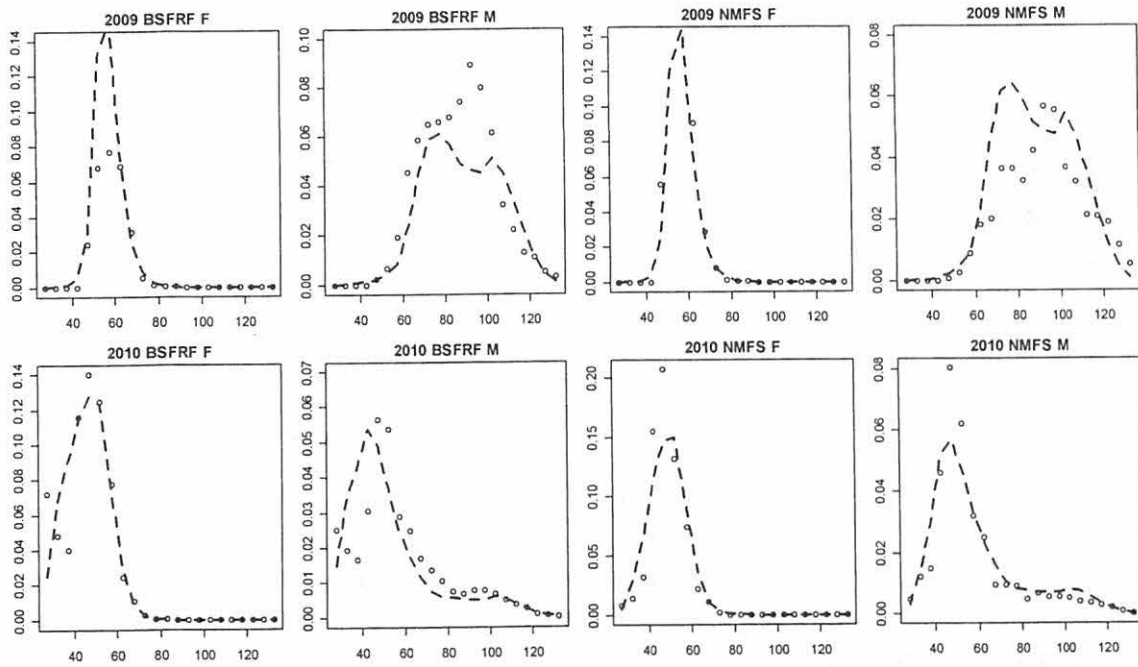 2009 BSFRF F
2009 BSFRF M
2009 NMFS F
2009 NMFS M
0.00 0.02 0.04 0.06 0.08 0.10 0.12 0.14
0.00 0.02 0.04 0.06 0.08 0.10
0.00 0.02 0.04 0.06 0.08 0.10 0.12 0.14
0.00 0.02 0.04 0.06 0.08
40 60 80 100 120
40 60 80 100 120
40 60 80 100 120
40 60 80 100 120
2010 BSFRF F
2010 BSFRF M
2010 NMFS F
2010 NMFS M
0.00 0.02 0.04 0.06 0.08 0.10 0.12 0.14
0.00 0.01 0.02 0.03 0.04 0.05 0.06 0.07
0.00 0.05 0.10 0.15 0.20
0.00 0.02 0.04 0.06 0.08
40 60 80 100 120
40 60 80 100 120
40 60 80 100 120
40 60 80 100 120